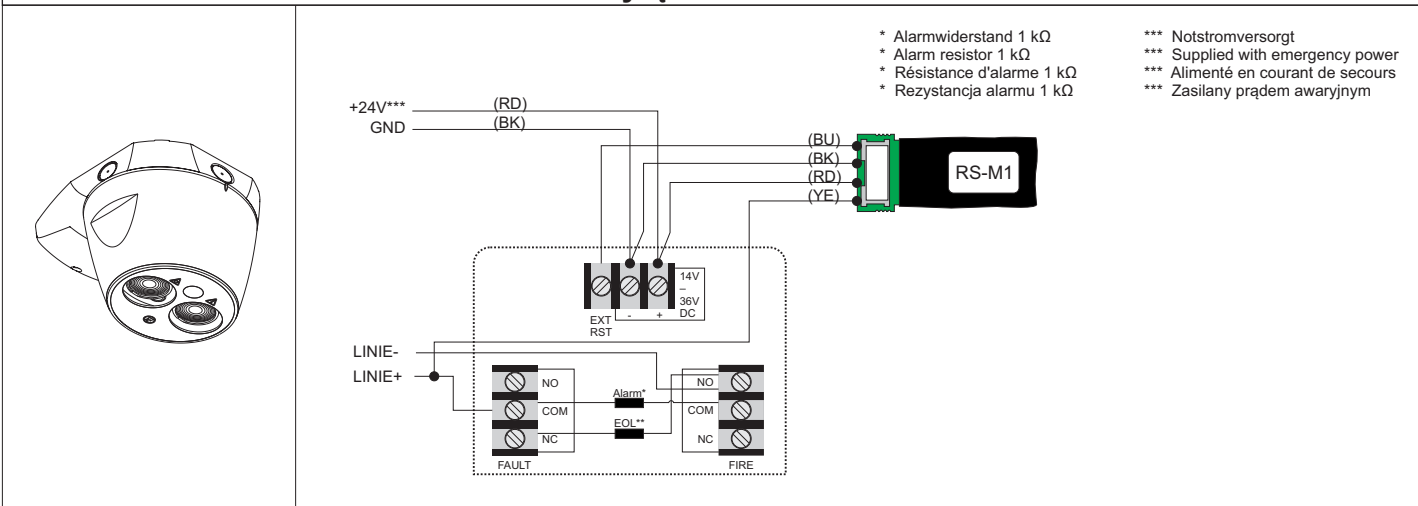 * Alarmwiderstand 1 kΩ
* Alarm resistor 1 kΩ
* Résistance d'alarme 1 kΩ
* Rezystancja alarmu 1 kΩ
*** Notstromversorgt
*** Supplied with emergency power
*** Alimenté en courant de secours
*** Zasilany prądem awaryjnym
+24V***
(RD)
GND
(BK)
(BU)
(BK)
(RD)
(YE)
RS-M1
14V
–
36V
DC
EXT
RST
-
+
LINIE-
LINIE+
NO
COM
NC
FAULT
Alarm*
EOL**
NO
COM
NC
FIRE